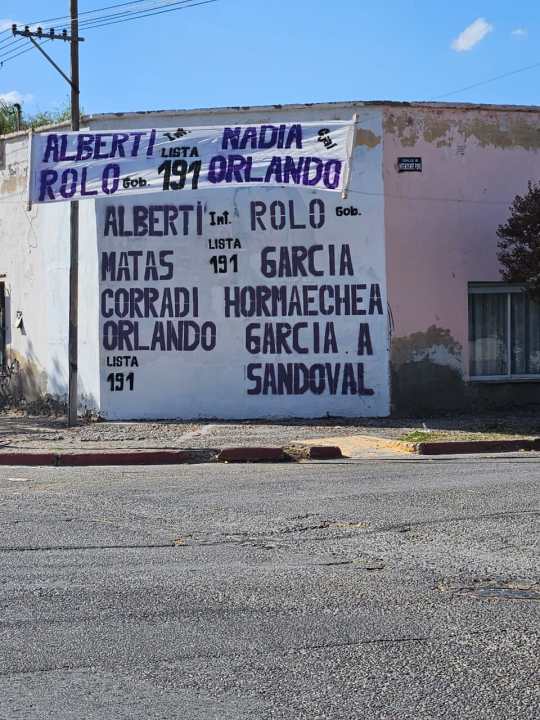 ALBERTI Int. NADIA
ROLO Gob. LISTA 191 ORLANDO
ALBERTI Int. ROLO Gob.
LISTA
MATAS 191 GARCIA
CORRADI HORMAECHEA
ORLANDO GARCIA A
LISTA
191 SANDOVAL